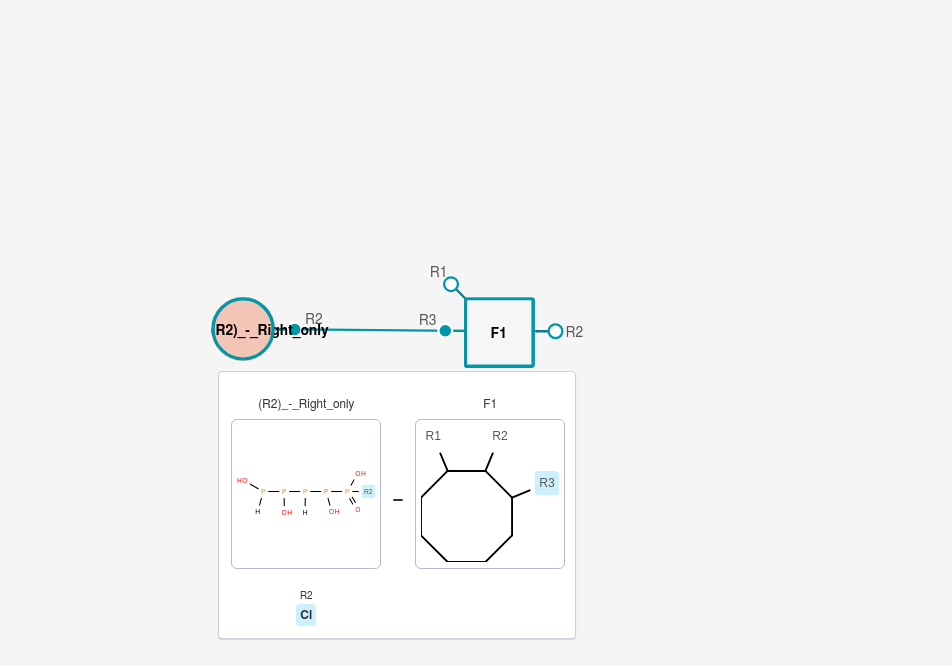 R1
R2
R3
(R2)_-_Right_only
F1
R2
(R2)_-_Right_only
F1
R1
R2
R3
OH
HO
P
P
P
P
P
R2
H
OH
H
OH
O
R2
Cl